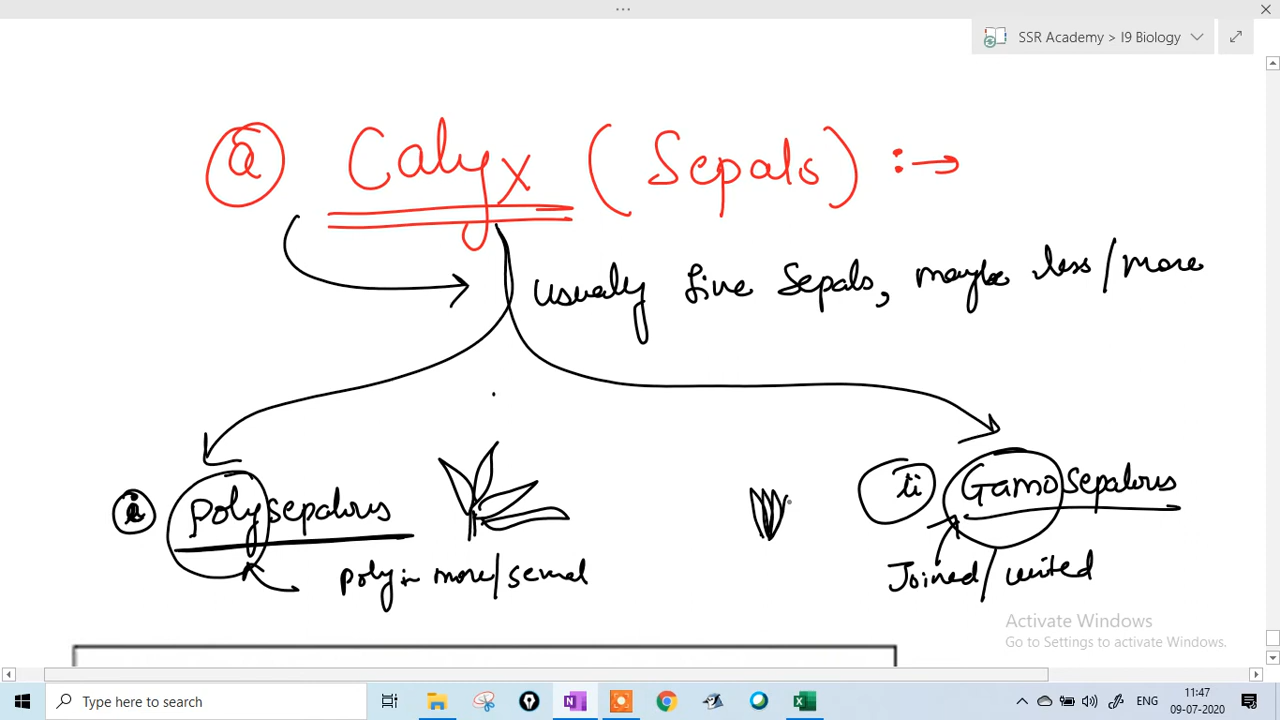 SSR Academy > I9 Biology
a Calyx (Sepals) :→
usually five Sepals, maybe less/more
i polysepalous
ii Gamosepalous
poly in more/several
Joined/united
Activate Windows
Go to Settings to activate Windows.
Type here to search
ENG
11:47
09-07-2020